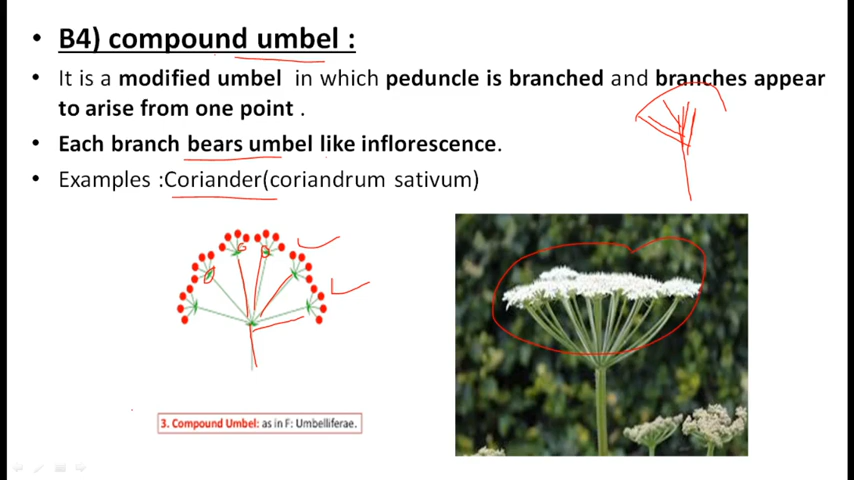 • B4) compound umbel :
• It is a modified umbel in which peduncle is branched and branches appear
to arise from one point .
• Each branch bears umbel like inflorescence.
• Examples :Coriander(coriandrum sativum)
3. Compound Umbel: as in F: Umbelliferae.